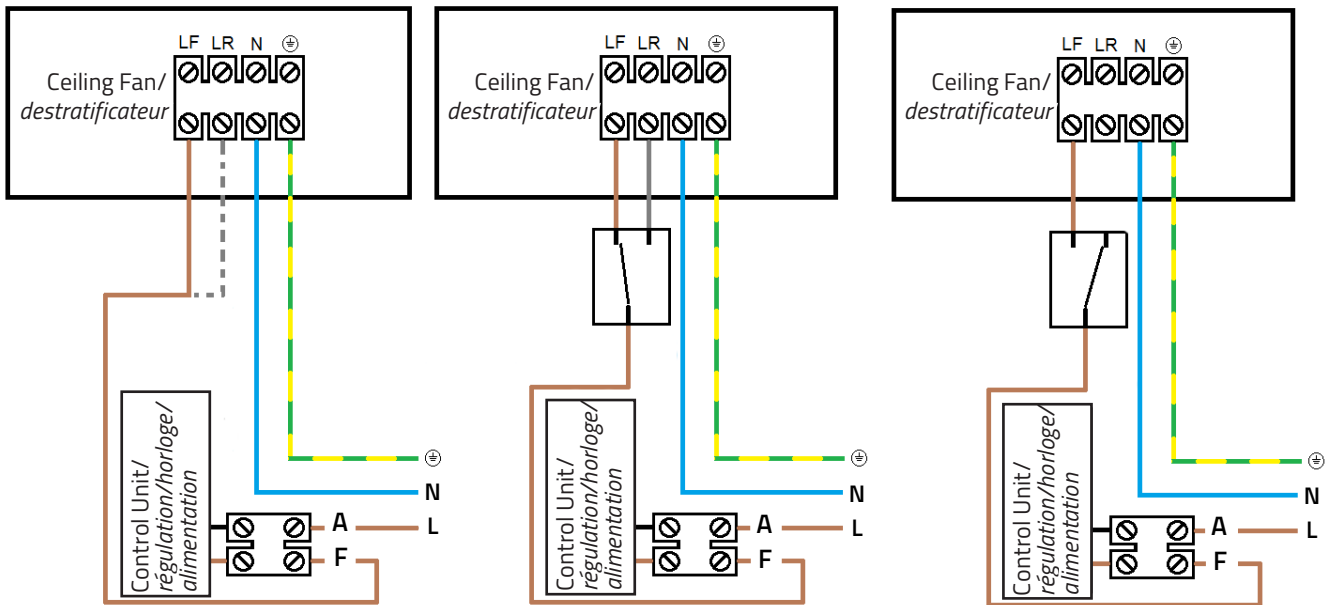 LF LR N ⏚
Ceiling Fan/
destratificateur
Control Unit/
régulation/horloge/
alimentation
⏚
N
A L
F
LF LR N ⏚
Ceiling Fan/
destratificateur
Control Unit/
régulation/horloge/
alimentation
⏚
N
A L
F
LF LR N ⏚
Ceiling Fan/
destratificateur
Control Unit/
régulation/horloge/
alimentation
⏚
N
A L
F